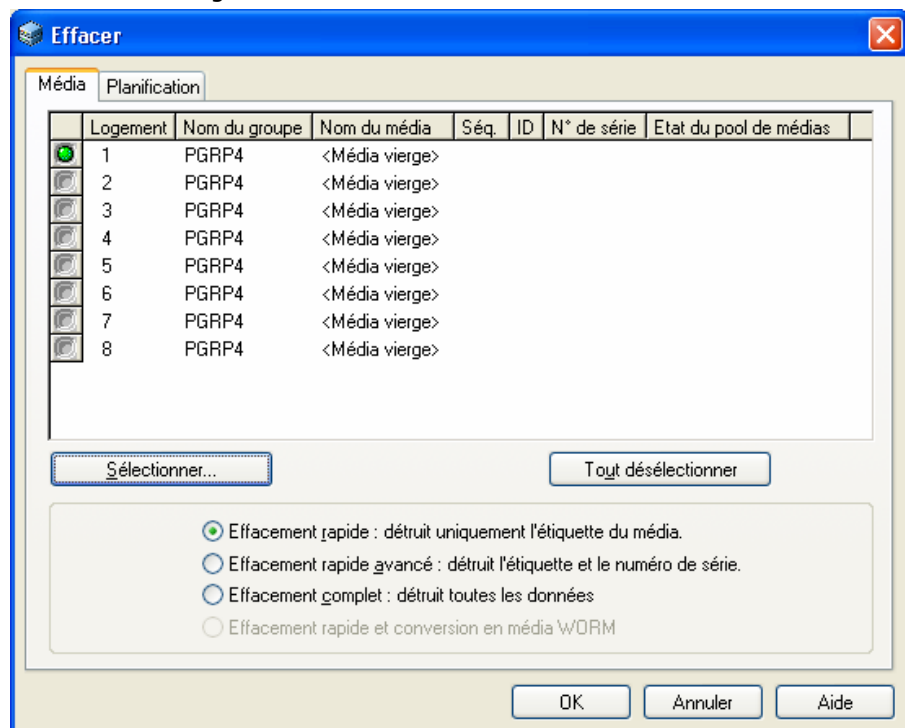 Effacer
Média Planification
Logement Nom du groupe Nom du média Séq. ID N° de série Etat du pool de médias
1 PGRP4 <Média vierge>
2 PGRP4 <Média vierge>
3 PGRP4 <Média vierge>
4 PGRP4 <Média vierge>
5 PGRP4 <Média vierge>
6 PGRP4 <Média vierge>
7 PGRP4 <Média vierge>
8 PGRP4 <Média vierge>
Sélectionner... Tout désélectionner
Effacement rapide : détruit uniquement l'étiquette du média.
Effacement rapide avancé : détruit l'étiquette et le numéro de série.
Effacement complet : détruit toutes les données
Effacement rapide et conversion en média WORM
OK Annuler Aide